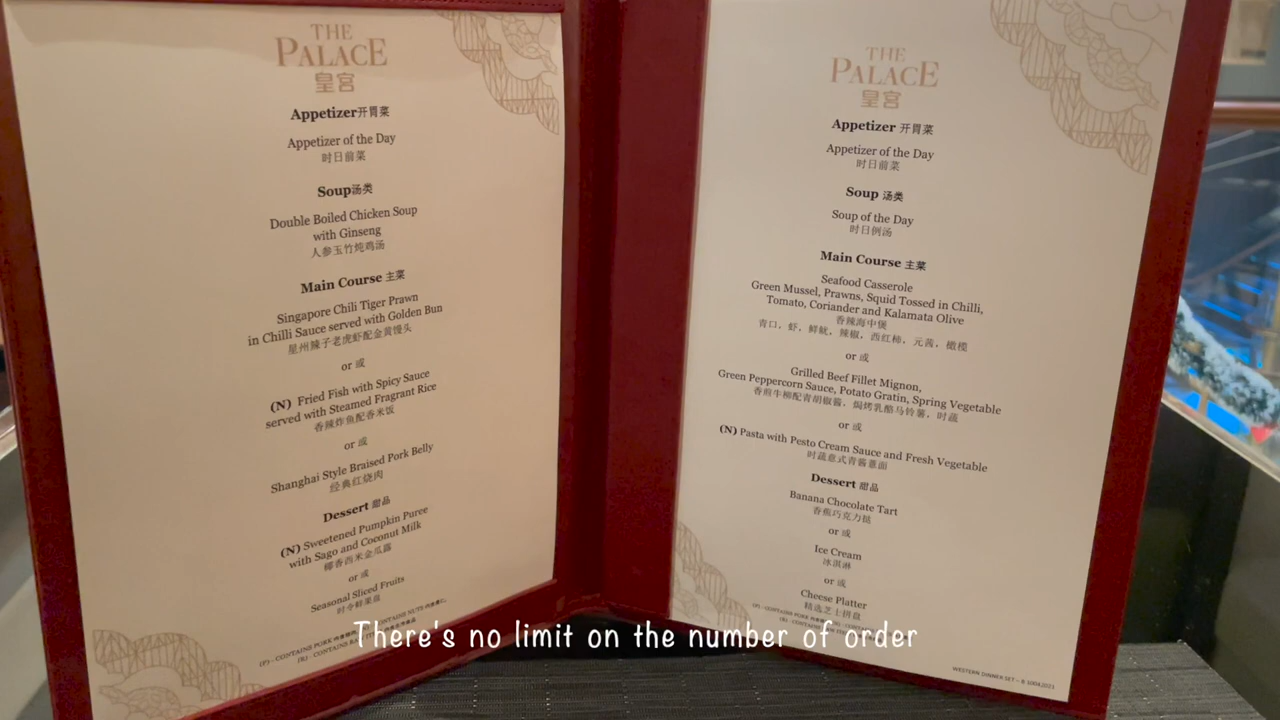 THE
PALACE
皇宫
Appetizer开胃菜
Appetizer of the Day
时日前菜
Soup汤类
Double Boiled Chicken Soup
with Ginseng
人参玉竹炖鸡汤
Main Course 主菜
Singapore Chili Tiger Prawn
in Chilli Sauce served with Golden Bun
星州辣子老虎虾配金黄馒头
or 或
(N) Fried Fish with Spicy Sauce
served with Steamed Fragrant Rice
香辣炸鱼配香米饭
or 或
Shanghai Style Braised Pork Belly
经典红烧肉
Dessert 甜品
(N) Sweetened Pumpkin Puree
with Sago and Coconut Milk
椰香西米金瓜露
or 或
Seasonal Sliced Fruits
时令鲜果盘
(P) - CONTAINS PORK CONTAINS NUTS
(R) - CONTAINS
THE
PALACE
皇宫
Appetizer 开胃菜
Appetizer of the Day
时日前菜
Soup 汤类
Soup of the Day
时日例汤
Main Course 主菜
Seafood Casserole
Green Mussel, Prawns, Squid Tossed in Chilli,
Tomato, Coriander and Kalamata Olive
香辣海中煲
青口，虾，鲜鱿，辣椒，西红柿，元茜，橄榄
or 或
Grilled Beef Fillet Mignon,
Green Peppercorn Sauce, Potato Gratin, Spring Vegetable
香煎牛柳配青胡椒酱，焗烤乳酪马铃薯，时蔬
or 或
(N) Pasta with Pesto Cream Sauce and Fresh Vegetable
时蔬意式青酱薏面
Dessert 甜品
Banana Chocolate Tart
香蕉巧克力挞
or 或
Ice Cream
冰淇淋
or 或
Cheese Platter
精选芝士拼盘
(P) - CONTAINS PORK
(R) - CONTAINS
WESTERN DINNER SET – B 10042023
There's no limit on the number of order